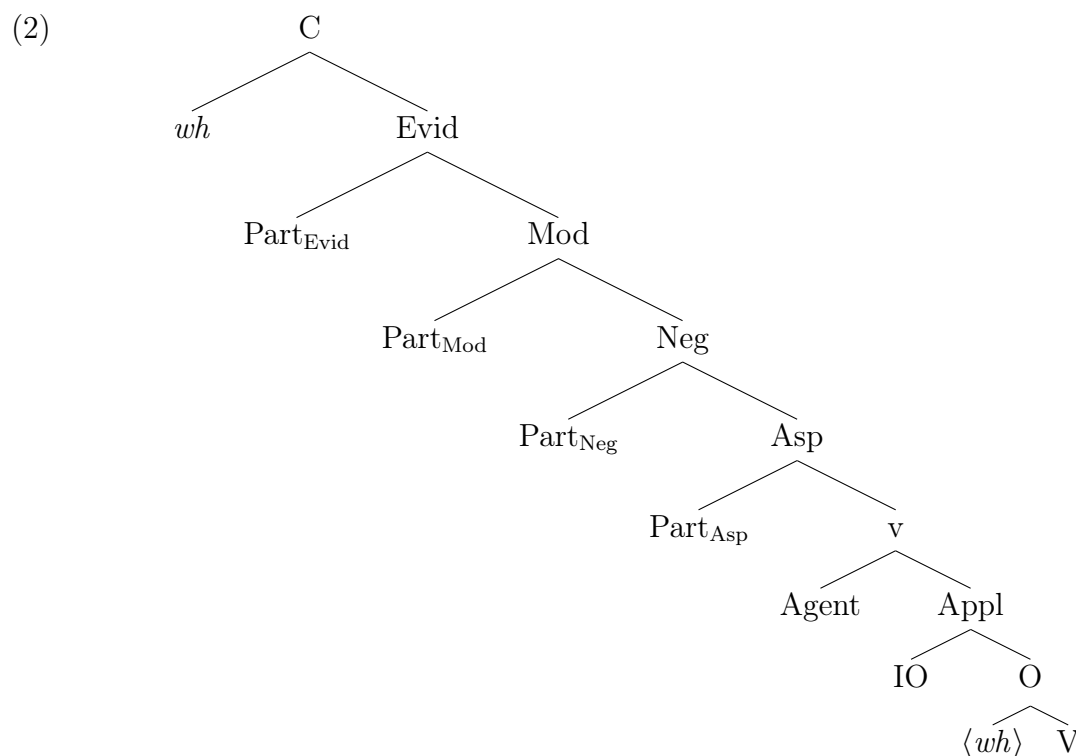 (2) C
wh Evid
Part_Evid Mod
Part_Mod Neg
Part_Neg Asp
Part_Asp v
Agent Appl
IO O
⟨wh⟩ V